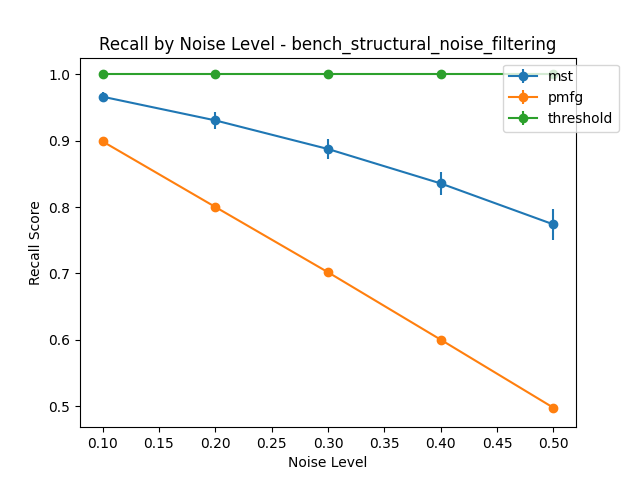 Recall by Noise Level - bench_structural_noise_filtering
1.0
0.9
0.8
0.7
0.6
0.5
Recall Score
mst
pmfg
threshold
0.10 0.15 0.20 0.25 0.30 0.35 0.40 0.45 0.50
Noise Level